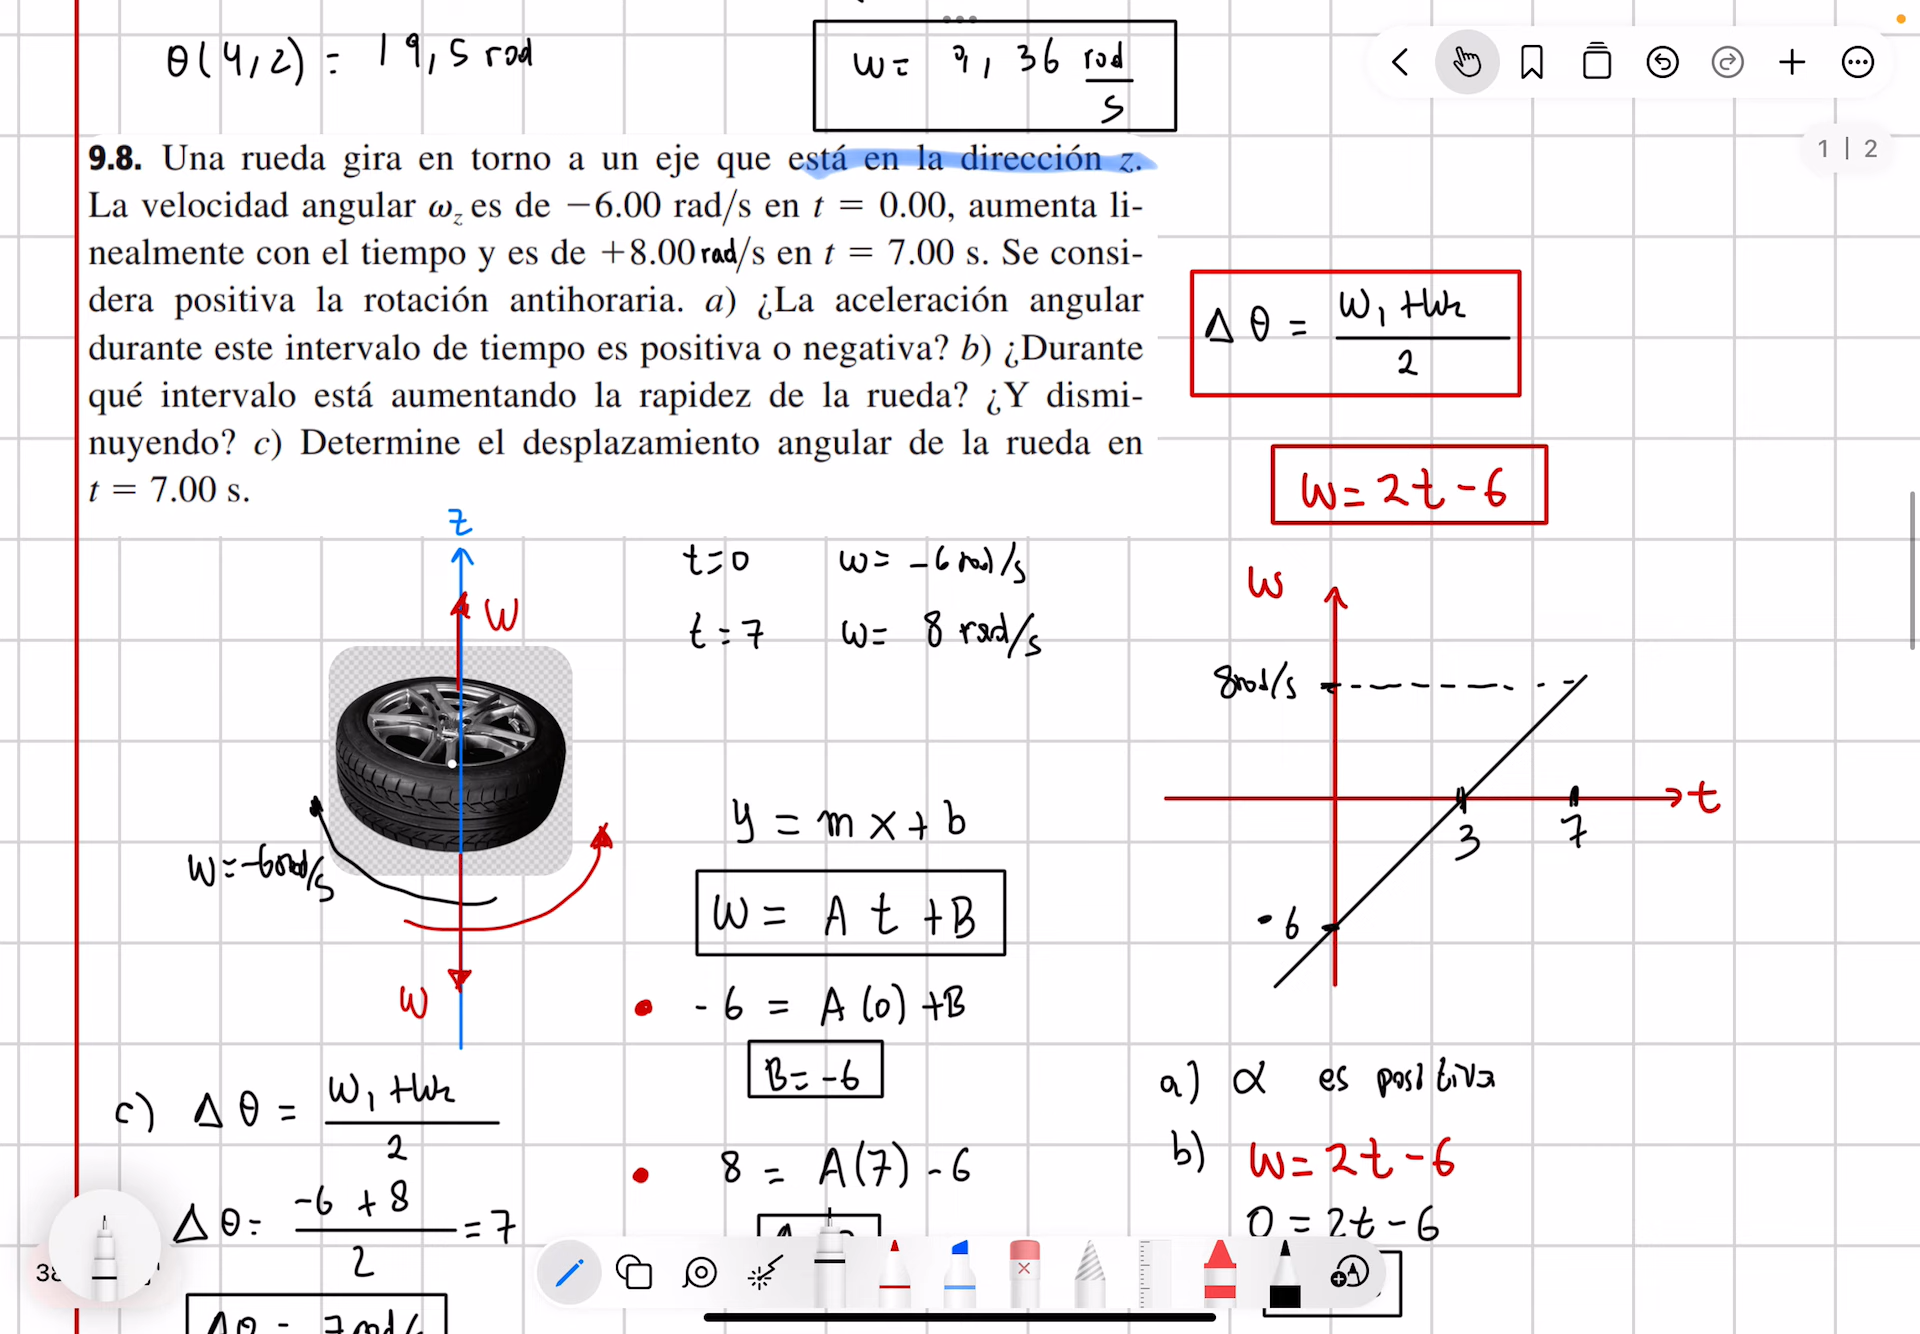 θ(4,2) = 19,5 rad
w = 9,36 rad/s
1 | 2
9.8. Una rueda gira en torno a un eje que está en la dirección z.
La velocidad angular ωz es de −6.00 rad/s en t = 0.00, aumenta li-
nealmente con el tiempo y es de +8.00 rad/s en t = 7.00 s. Se consi-
dera positiva la rotación antihoraria. a) ¿La aceleración angular
durante este intervalo de tiempo es positiva o negativa? b) ¿Durante
qué intervalo está aumentando la rapidez de la rueda? ¿Y dismi-
nuyendo? c) Determine el desplazamiento angular de la rueda en
t = 7.00 s.
Δθ = (w1 + w2)/2
w = 2t - 6
z
w
w = -6 rad/s
w
t = 0 w = -6 rad/s
t = 7 w = 8 rad/s
y = mx + b
w = At + B
- 6 = A(0) + B
B = -6
8 = A(7) - 6
w
8 rad/s
t
3
7
-6
a) α es positiva
b) w = 2t - 6
0 = 2t - 6
c) Δθ = (w1 + w2)/2
Δθ = (-6 + 8)/2 = 7
38